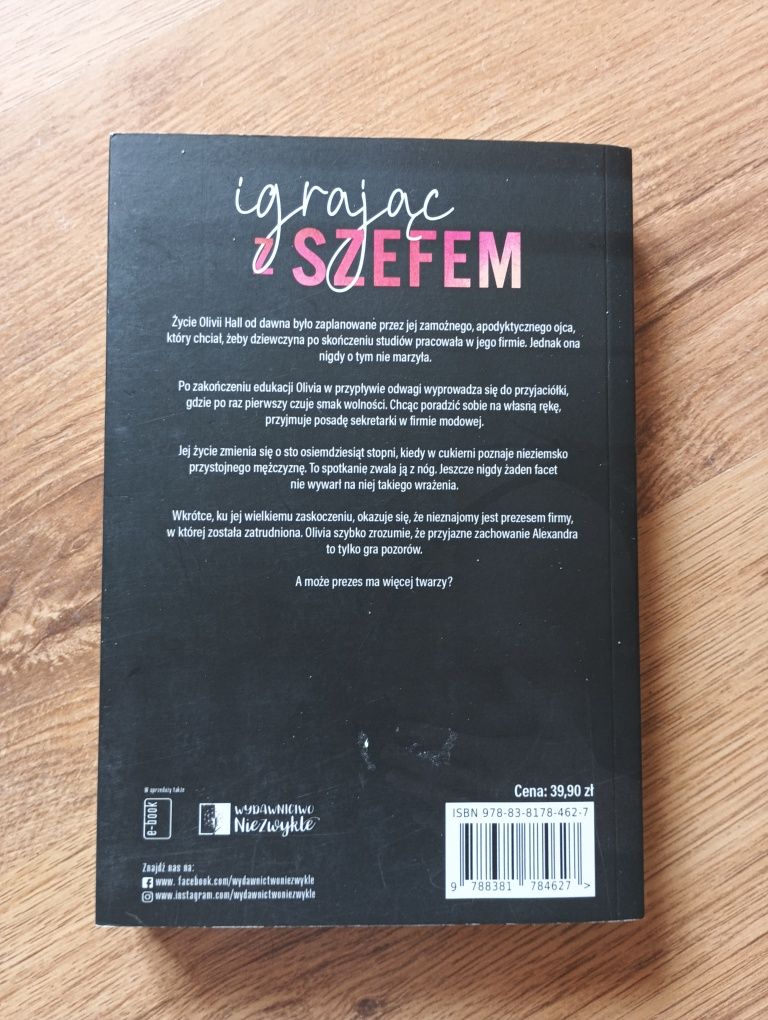 igrając
z SZEFEM
Życie Olivii Hall od dawna było zaplanowane przez jej zamożnego, apodyktycznego ojca,
który chciał, żeby dziewczyna po skończeniu studiów pracowała w jego firmie. Jednak ona
nigdy o tym nie marzyła.
Po zakończeniu edukacji Olivia w przypływie odwagi wyprowadza się do przyjaciółki,
gdzie po raz pierwszy czuje smak wolności. Chcąc poradzić sobie na własną rękę,
przyjmuje posadę sekretarki w firmie modowej.
Jej życie zmienia się o sto osiemdziesiąt stopni, kiedy w cukierni poznaje nieziemsko
przystojnego mężczyznę. To spotkanie zwala ją z nóg. Jeszcze nigdy żaden facet
nie wywarł na niej takiego wrażenia.
Wkrótce, ku jej wielkiemu zaskoczeniu, okazuje się, że nieznajomy jest prezesem firmy,
w której została zatrudniona. Olivia szybko zrozumie, że przyjazne zachowanie Alexandra
to tylko gra pozorów.
A może prezes ma więcej twarzy?
W sprzedaży także
e-book
WYDAWNICTWO
NieZwykłe
Znajdź nas na:
www. facebook.com/wydawnictwoniezwykle
www.instagram.com/wydawnictwoniezwykle
Cena: 39,90 zł
ISBN 978-83-8178-462-7
9 788381 784627 >